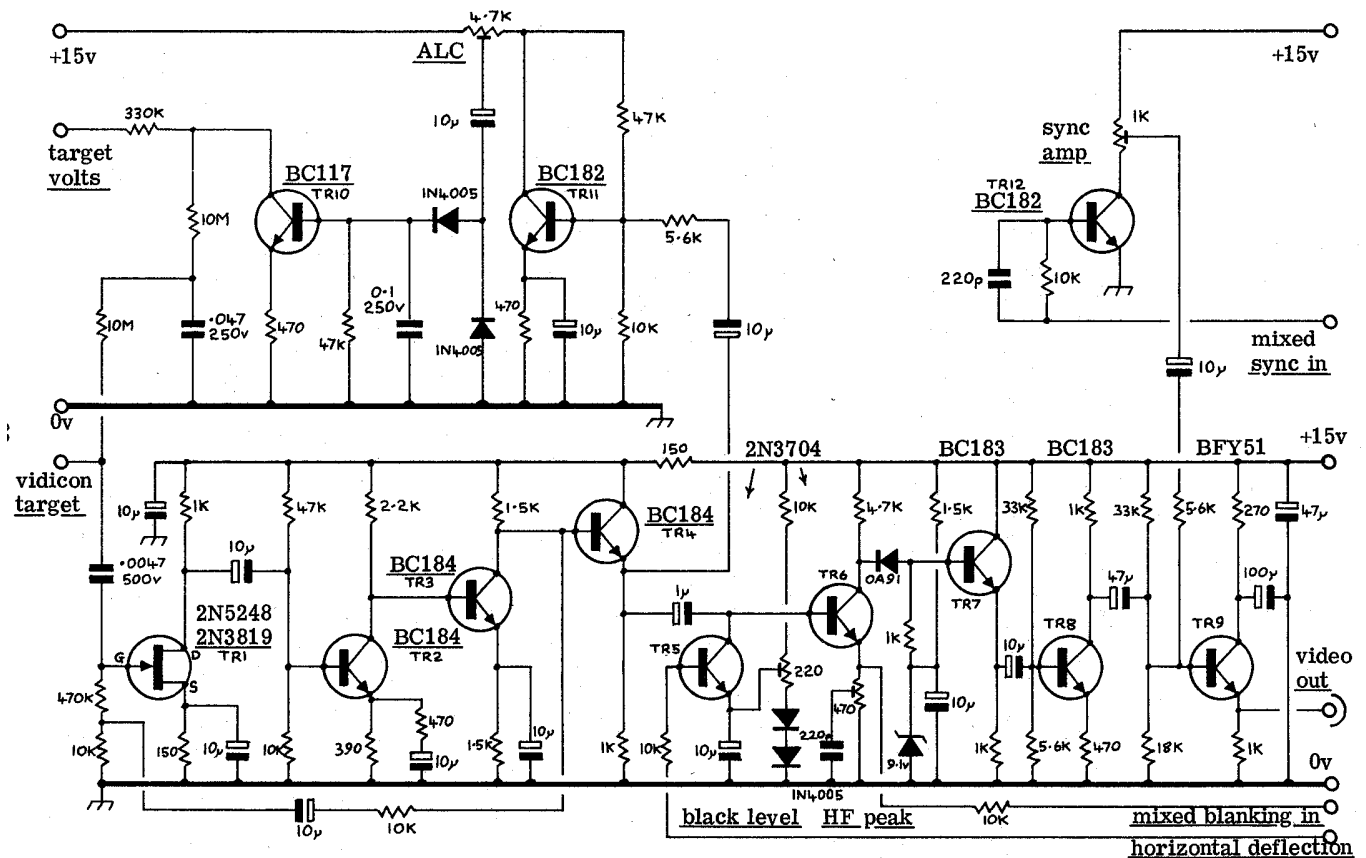 4.7K
+15v
ALC
+15v
330K
10µ
47K
1K
target
volts
sync
amp
BC117
TR10
1N4005
BC182
TR11
TR12
BC182
10M
5.6K
220p
10K
10M
.047
250v
470
47K
0.1
250v
1N4005
470
10µ
10K
10µ
mixed
sync in
10µ
0v
150
2N3704
BC183
BC183
BFY51
+15v
vidicon
target
10µ
1K
47K
2.2K
1.5K
BC184
TR4
10K
4.7K
1.5K
33K
1K
33K
5.6K
270
47µ
.0047
500v
10µ
BC184
TR3
OA91
TR7
47µ
100µ
2N5248
2N3819
TR1
BC184
TR2
1µ
TR6
TR5
1K
10µ
TR8
TR9
G
D
S
video
out
470K
10K
150
10µ
10K
390
470
10µ
1.5K
10µ
1K
10K
10µ
220
220p
470
9.1v
10µ
1K
5.6K
470
18K
1K
0v
1N4005
10µ
10K
black level
HF peak
10K
mixed blanking in
horizontal deflection